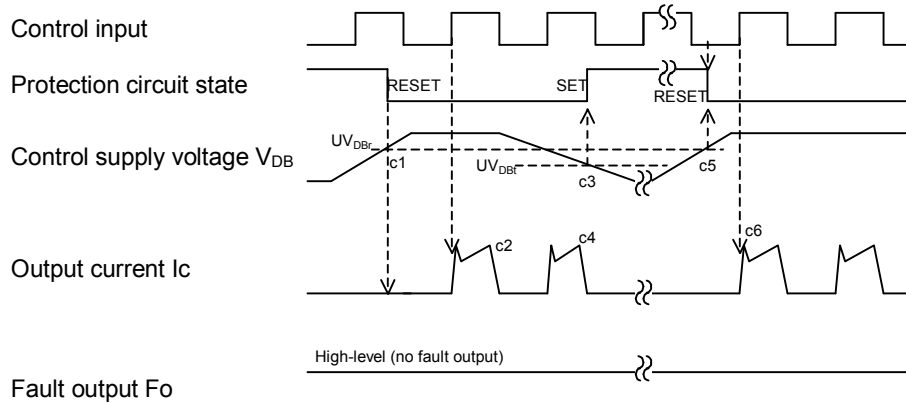 Control input
Protection circuit state
RESET
SET
RESET
Control supply voltage VDB
UVDBr
c1
UVDBt
c3
c5
Output current Ic
c2
c4
c6
High-level (no fault output)
Fault output Fo